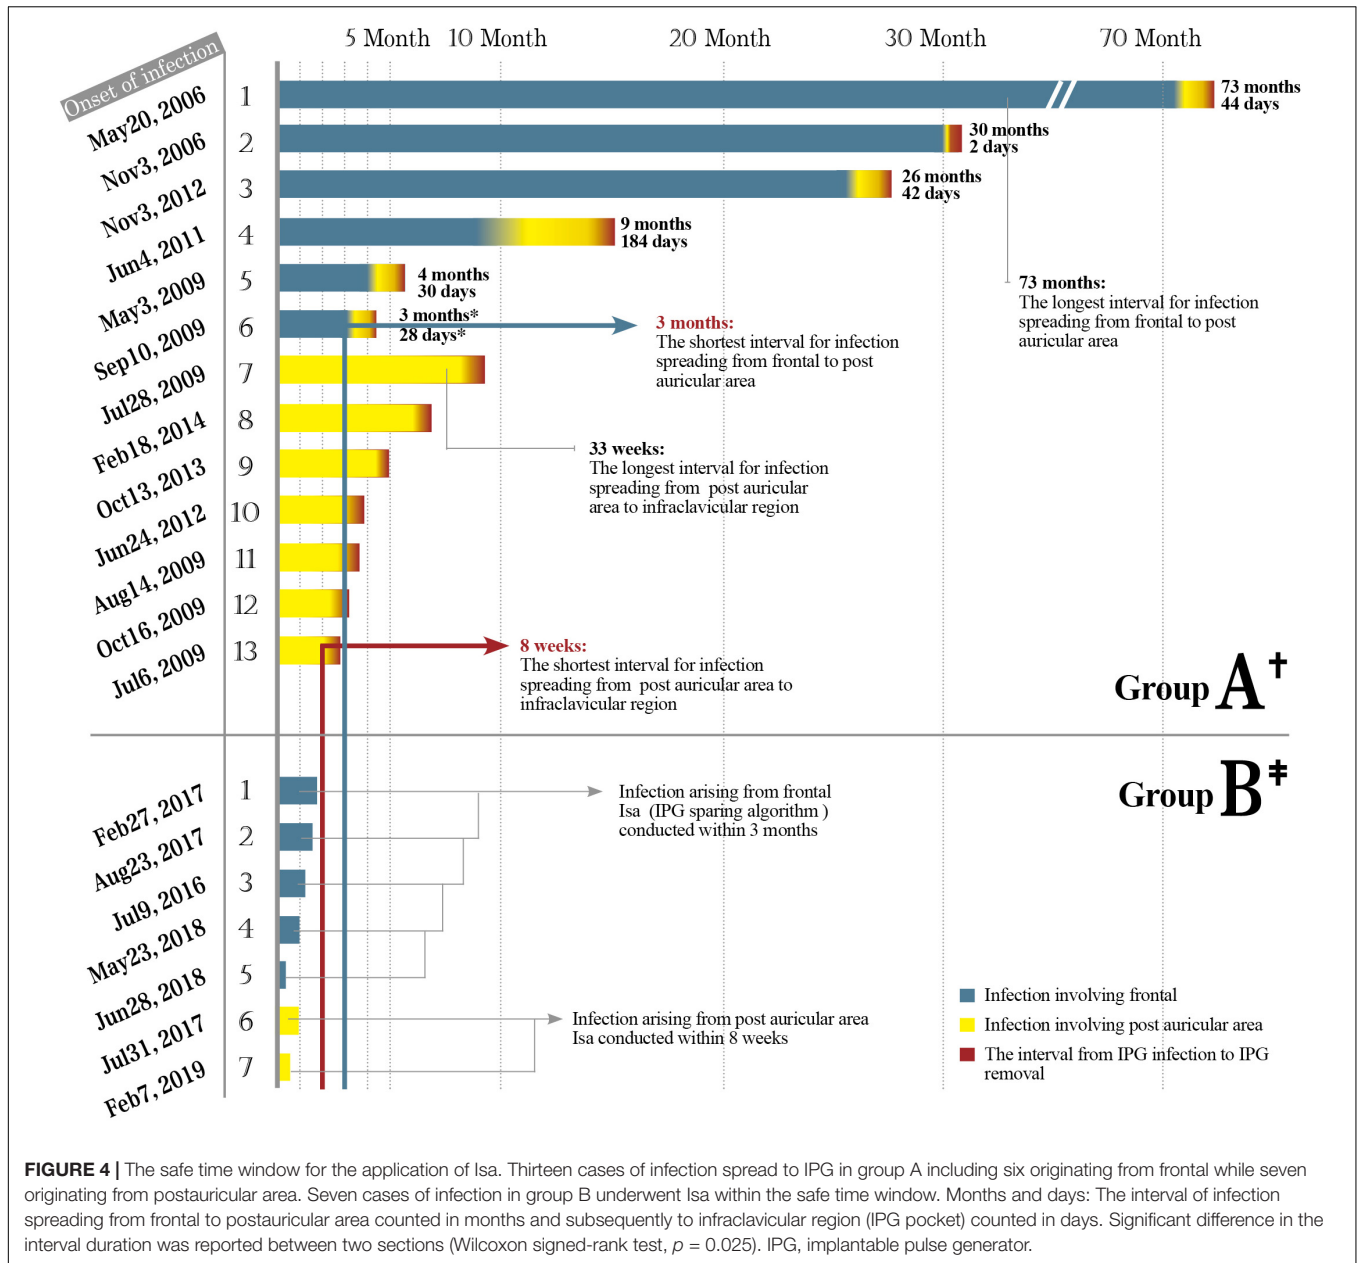 5 Month 10 Month 20 Month 30 Month 70 Month
Onset of infection
May20, 2006 1 73 months
44 days
Nov3, 2006 2 30 months
2 days
Nov3, 2012 3 26 months
42 days
Jun4, 2011 4 9 months
184 days
May3, 2009 5 4 months
30 days
Sep10, 2009 6 3 months*
28 days*
Jul28, 2009 7
Feb18, 2014 8
Oct13, 2013 9
Jun24, 2012 10
Aug14, 2009 11
Oct16, 2009 12
Jul6, 2009 13
73 months:
The longest interval for infection
spreading from frontal to post
auricular area
3 months:
The shortest interval for infection
spreading from frontal to post
auricular area
33 weeks:
The longest interval for infection
spreading from post auricular
area to infraclavicular region
8 weeks:
The shortest interval for infection
spreading from post auricular area to
infraclavicular region
Group A†
Group B‡
Feb27, 2017 1
Aug23, 2017 2
Jul9, 2016 3
May23, 2018 4
Jun28, 2018 5
Jul31, 2017 6
Feb7, 2019 7
Infection arising from frontal
Isa (IPG sparing algorithm )
conducted within 3 months
Infection arising from post auricular area
Isa conducted within 8 weeks
Infection involving frontal
Infection involving post auricular area
The interval from IPG infection to IPG
removal
FIGURE 4 | The safe time window for the application of Isa. Thirteen cases of infection spread to IPG in group A including six originating from frontal while seven
originating from postauricular area. Seven cases of infection in group B underwent Isa within the safe time window. Months and days: The interval of infection
spreading from frontal to postauricular area counted in months and subsequently to infraclavicular region (IPG pocket) counted in days. Significant difference in the
interval duration was reported between two sections (Wilcoxon signed-rank test, p = 0.025). IPG, implantable pulse generator.